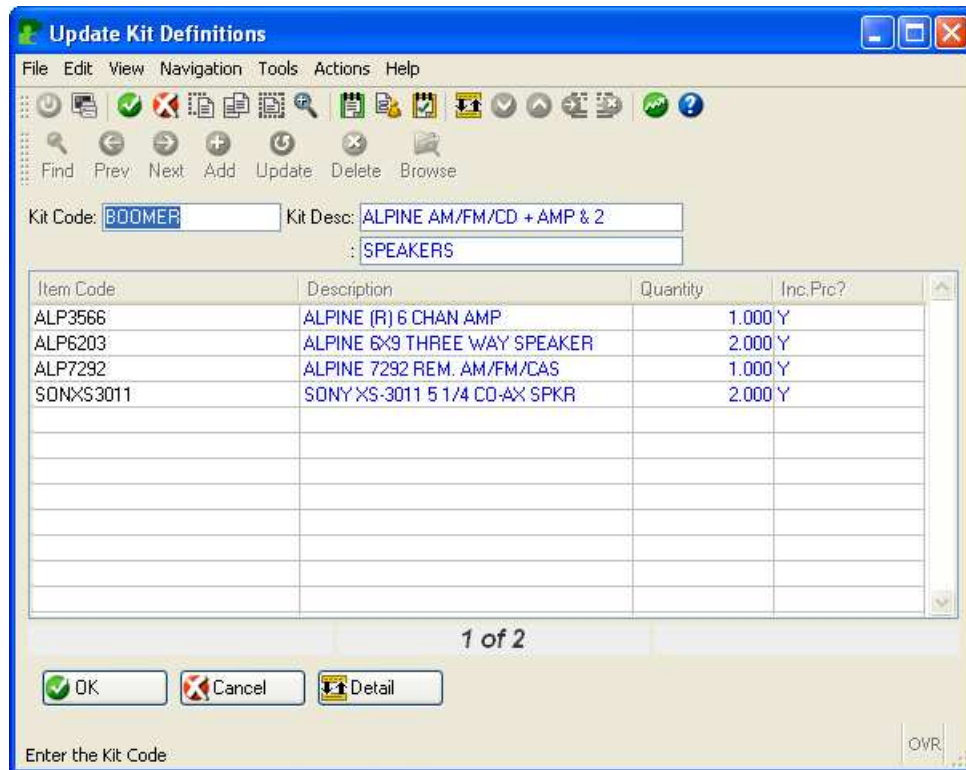 Update Kit Definitions
File Edit View Navigation Tools Actions Help
Find Prev Next Add Update Delete Browse
Kit Code: BOOMER Kit Desc: ALPINE AM/FM/CD + AMP & 2
: SPEAKERS
Item Code Description Quantity Inc.Prc?
ALP3566 ALPINE (R) 6 CHAN AMP 1.000 Y
ALP6203 ALPINE 6X9 THREE WAY SPEAKER 2.000 Y
ALP7292 ALPINE 7292 REM. AM/FM/CAS 1.000 Y
SONXS3011 SONY XS-3011 5 1/4 CO-AX SPKR 2.000 Y
1 of 2
OK Cancel Detail
Enter the Kit Code OVR